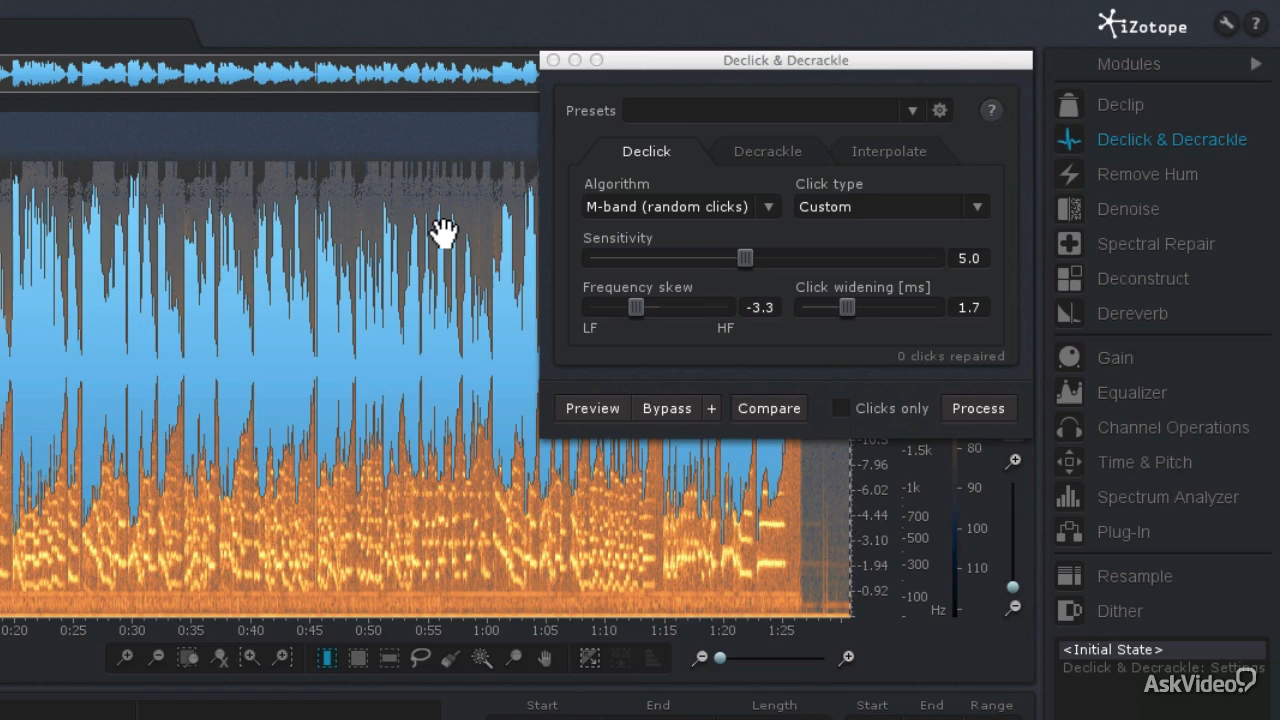 iZotope
?
Declick & Decrackle
Presets
?
Declick
Decrackle
Interpolate
Algorithm
Click type
M-band (random clicks)
Custom
Sensitivity
5.0
Frequency skew
Click widening [ms]
-3.3
1.7
LF
HF
0 clicks repaired
Preview
Bypass
+
Compare
Clicks only
Process
Modules
Declip
Declick & Decrackle
Remove Hum
Denoise
Spectral Repair
Deconstruct
Dereverb
Gain
Equalizer
Channel Operations
Time & Pitch
Spectrum Analyzer
Plug-In
Resample
Dither
-10.3
-7.96
-6.02
-4.44
-3.10
-1.94
-0.92
-1.5k
-1k
-700
-500
-300
-100
Hz
80
90
100
110
0:20 0:25 0:30 0:35 0:40 0:45 0:50 0:55 1:00 1:05 1:10 1:15 1:20 1:25
<Initial State>
Declick & Decrackle: Settings
AskVideo
Start End Length Start End Range